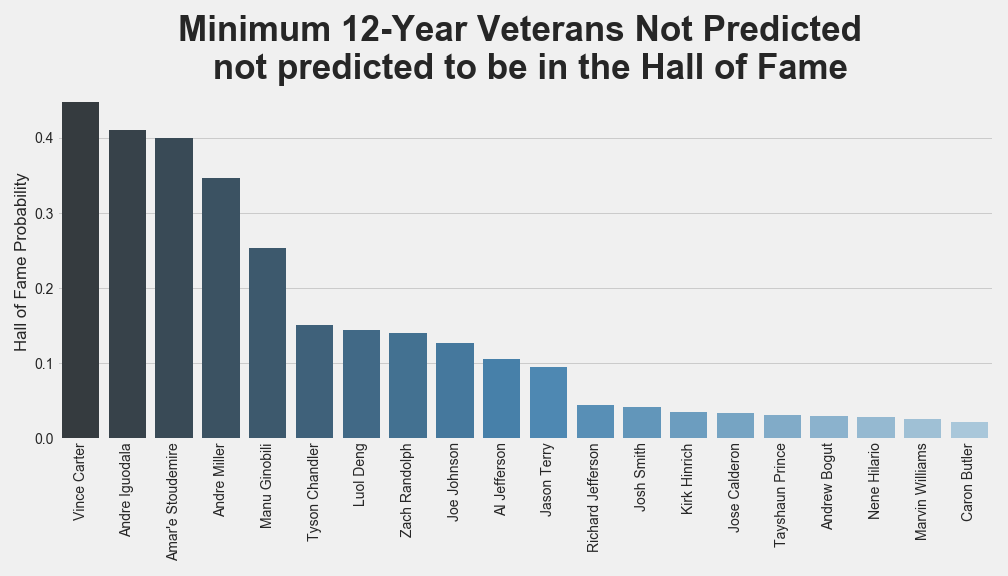 Minimum 12-Year Veterans Not Predicted
not predicted to be in the Hall of Fame
Hall of Fame Probability
0.4
0.3
0.2
0.1
0.0
Vince Carter
Andre Iguodala
Amar'e Stoudemire
Andre Miller
Manu Ginobili
Tyson Chandler
Luol Deng
Zach Randolph
Joe Johnson
Al Jefferson
Jason Terry
Richard Jefferson
Josh Smith
Kirk Hinrich
Jose Calderon
Tayshaun Prince
Andrew Bogut
Nene Hilario
Marvin Williams
Caron Butler